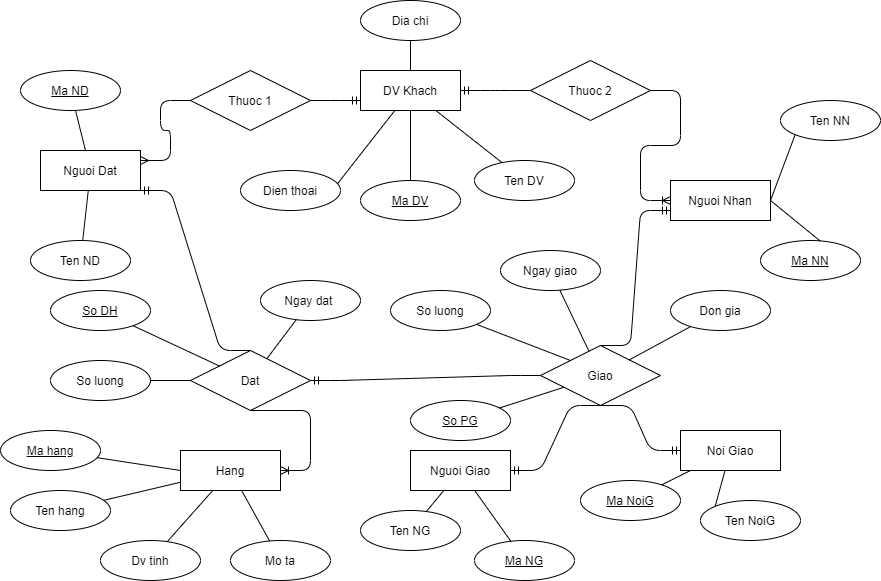 Dia chi
Ma ND
Thuoc 1
DV Khach
Thuoc 2
Ten NN
Nguoi Dat
Dien thoai
Ma DV
Ten DV
Nguoi Nhan
Ten ND
Ma NN
So DH
Ngay dat
So luong
Ngay giao
Don gia
So luong
Dat
Giao
So PG
Ma hang
Hang
Nguoi Giao
Noi Giao
Ten hang
Ma NoiG
Ten NG
Ten NoiG
Dv tinh
Mo ta
Ma NG